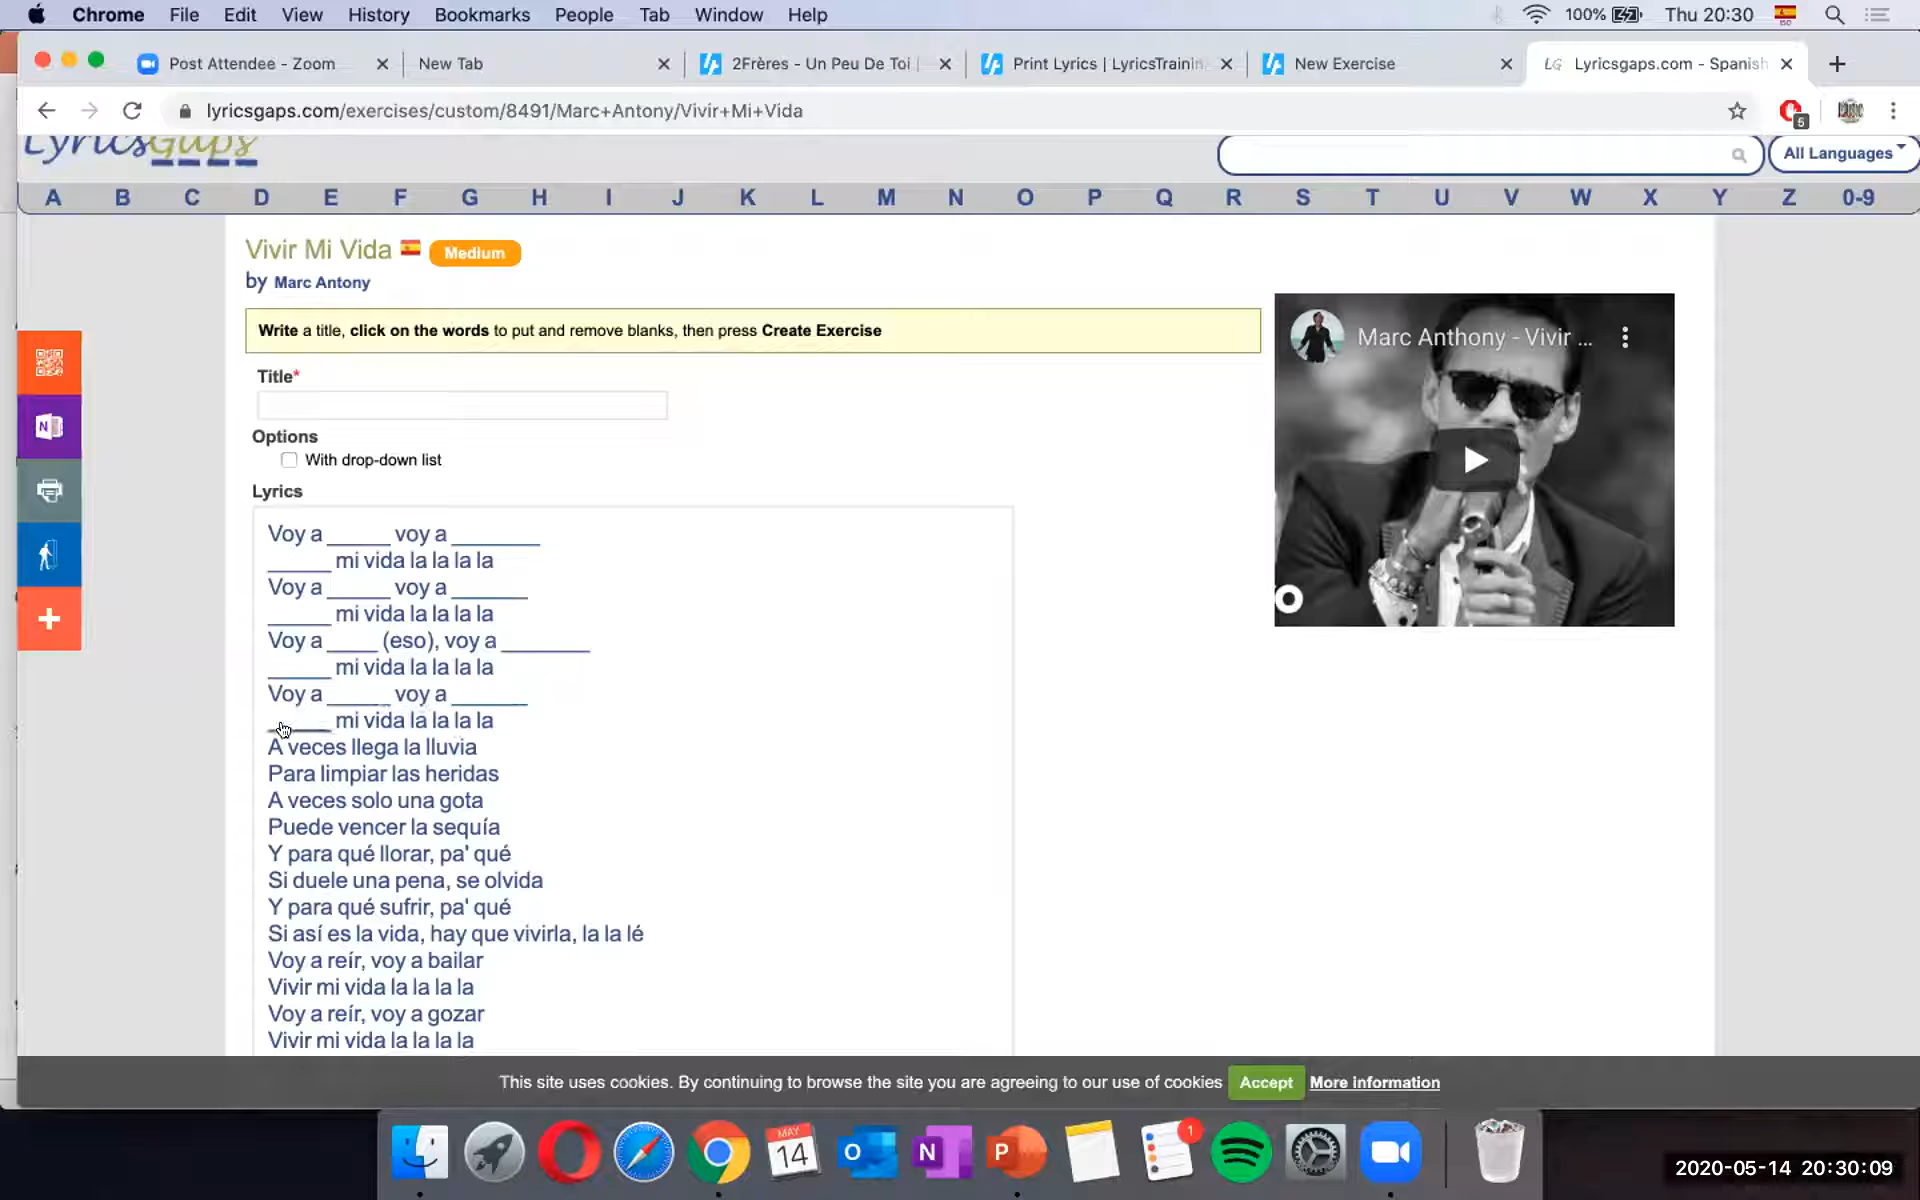 Chrome File Edit View History Bookmarks People Tab Window Help 100% Thu 20:30 ISO
Post Attendee - Zoom New Tab 2Frères - Un Peu De Toi | Print Lyrics | LyricsTrainin New Exercise LG Lyricsgaps.com - Spanish
lyricsgaps.com/exercises/custom/8491/Marc+Antony/Vivir+Mi+Vida 5
LyricsGaps All Languages
A B C D E F G H I J K L M N O P Q R S T U V W X Y Z 0-9
Vivir Mi Vida Medium
by Marc Antony
Write a title, click on the words to put and remove blanks, then press Create Exercise
Marc Anthony - Vivir ...
Title*
Options
With drop-down list
Lyrics
Voy a _____ voy a _______
_____ mi vida la la la la
Voy a _____ voy a ______
_____ mi vida la la la la
Voy a ____ (eso), voy a _______
_____ mi vida la la la la
Voy a _____ voy a ______
_____ mi vida la la la la
A veces llega la lluvia
Para limpiar las heridas
A veces solo una gota
Puede vencer la sequía
Y para qué llorar, pa' qué
Si duele una pena, se olvida
Y para qué sufrir, pa' qué
Si así es la vida, hay que vivirla, la la lé
Voy a reír, voy a bailar
Vivir mi vida la la la la
Voy a reír, voy a gozar
Vivir mi vida la la la la
This site uses cookies. By continuing to browse the site you are agreeing to our use of cookies Accept More information
MAY
14
O
N
P
1
2020-05-14 20:30:09